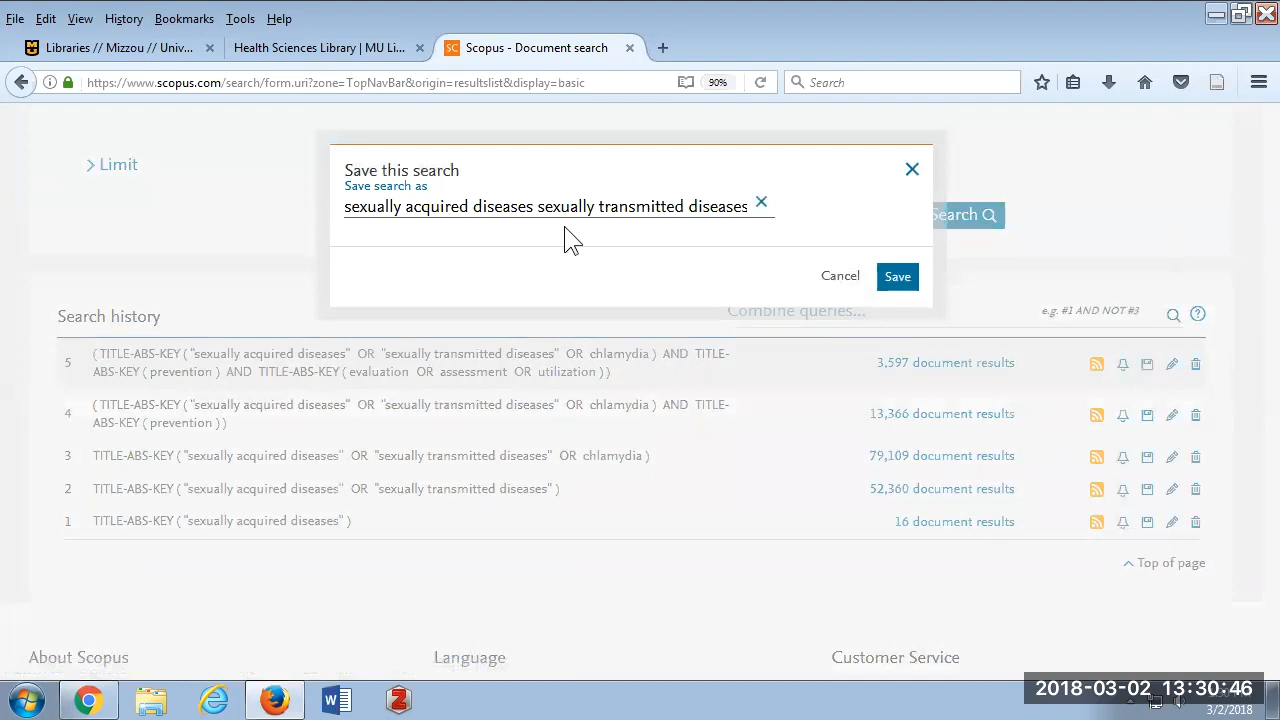 File Edit View History Bookmarks Tools Help
Libraries // Mizzou // Univ... × Health Sciences Library | MU Li... × SC Scopus - Document search × +
https://www.scopus.com/search/form.uri?zone=TopNavBar&origin=resultslist&display=basic 90% Search
Limit
Save this search
Save search as
sexually acquired diseases sexually transmitted diseases
Search
Cancel Save
Search history Combine queries... e.g. #1 AND NOT #3
5 ( TITLE-ABS-KEY ( "sexually acquired diseases" OR "sexually transmitted diseases" OR chlamydia ) AND TITLE-
ABS-KEY ( prevention ) AND TITLE-ABS-KEY ( evaluation OR assessment OR utilization ) ) 3,597 document results
4 ( TITLE-ABS-KEY ( "sexually acquired diseases" OR "sexually transmitted diseases" OR chlamydia ) AND TITLE-
ABS-KEY ( prevention ) ) 13,366 document results
3 TITLE-ABS-KEY ( "sexually acquired diseases" OR "sexually transmitted diseases" OR chlamydia ) 79,109 document results
2 TITLE-ABS-KEY ( "sexually acquired diseases" OR "sexually transmitted diseases" ) 52,360 document results
1 TITLE-ABS-KEY ( "sexually acquired diseases" ) 16 document results
Top of page
About Scopus Language Customer Service
2018-03-02 13:30:46
3/2/2018